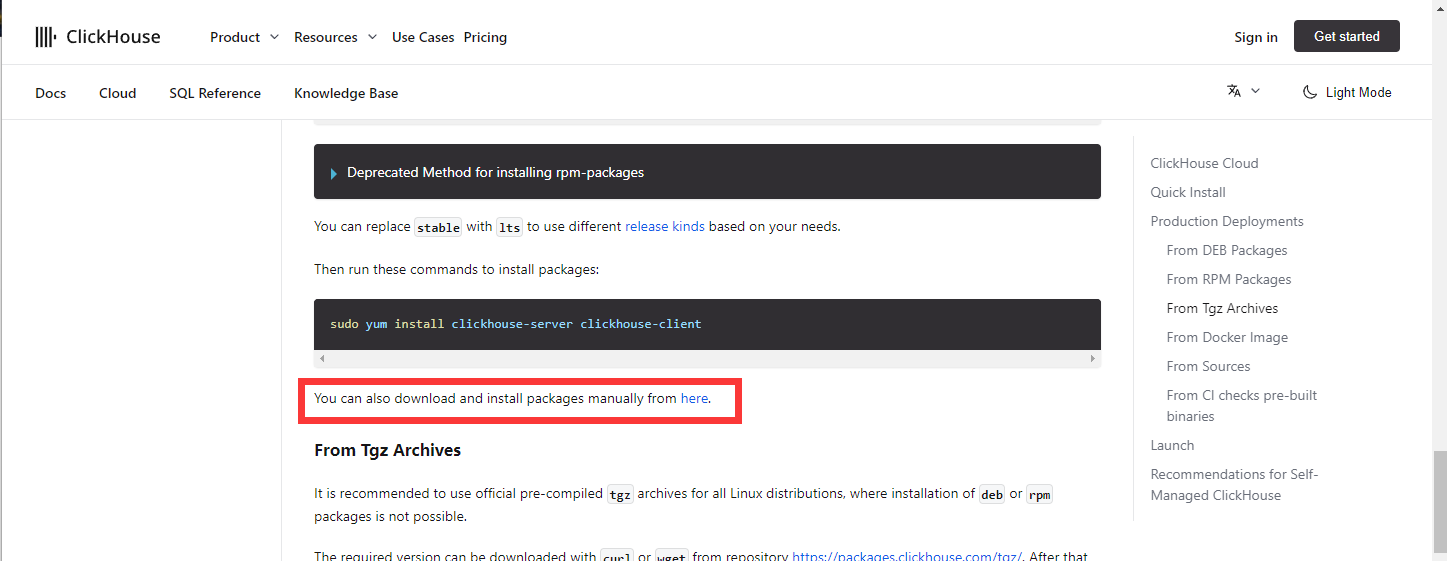 ClickHouse
Product
Resources
Use Cases
Pricing
Sign in
Get started
Docs
Cloud
SQL Reference
Knowledge Base
Light Mode
Deprecated Method for installing rpm-packages
You can replace stable with lts to use different release kinds based on your needs.
Then run these commands to install packages:
sudo yum install clickhouse-server clickhouse-client
You can also download and install packages manually from here.
From Tgz Archives
It is recommended to use official pre-compiled tgz archives for all Linux distributions, where installation of deb or rpm
packages is not possible.
The required version can be downloaded with curl or wget from repository https://packages.clickhouse.com/tgz/. After that
ClickHouse Cloud
Quick Install
Production Deployments
From DEB Packages
From RPM Packages
From Tgz Archives
From Docker Image
From Sources
From CI checks pre-built
binaries
Launch
Recommendations for Self-
Managed ClickHouse